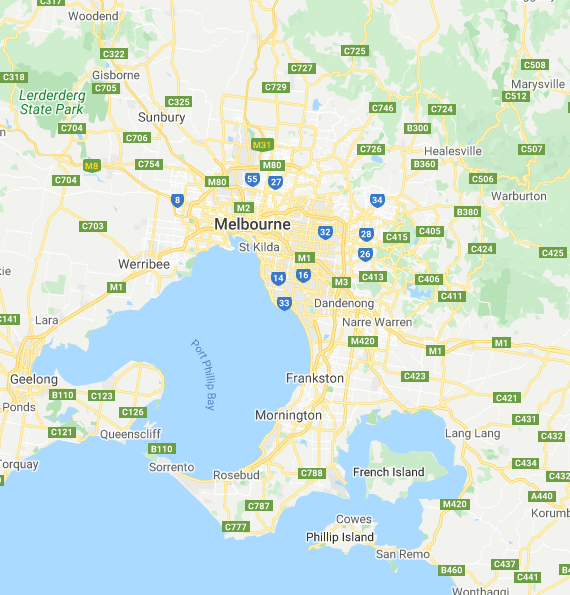 C317
Woodend
C322
C725
C508
Gisborne
C727
C318
C705
C729
Marysville
C512
Lerderderg
State Park
C325
C746
C724
Sunbury
C704
B300
C706
M31
C726
Healesville
C507
M8
C754
M80
B360
C704
M80
55
27
C506
8
34
Warburton
M2
B380
Melbourne
C703
32
28
C405
C415
St Kilda
C424
C425
26
M1
Werribee
14
16
C413
C406
M3
M1
C411
33
Dandenong
C141
Lara
Narre Warren
M420
M1
M1
Port Phillip Bay
Geelong
Frankston
C423
B110
C123
C421
Ponds
C126
Mornington
C431
C121
Queenscliff
Lang Lang
C432
B110
Torquay
Sorrento
Rosebud
C788
French Island
C434
C432
A440
C787
M420
Korumb
Cowes
C777
Phillip Island
San Remo
C437
B460
C441
Wonthaggi